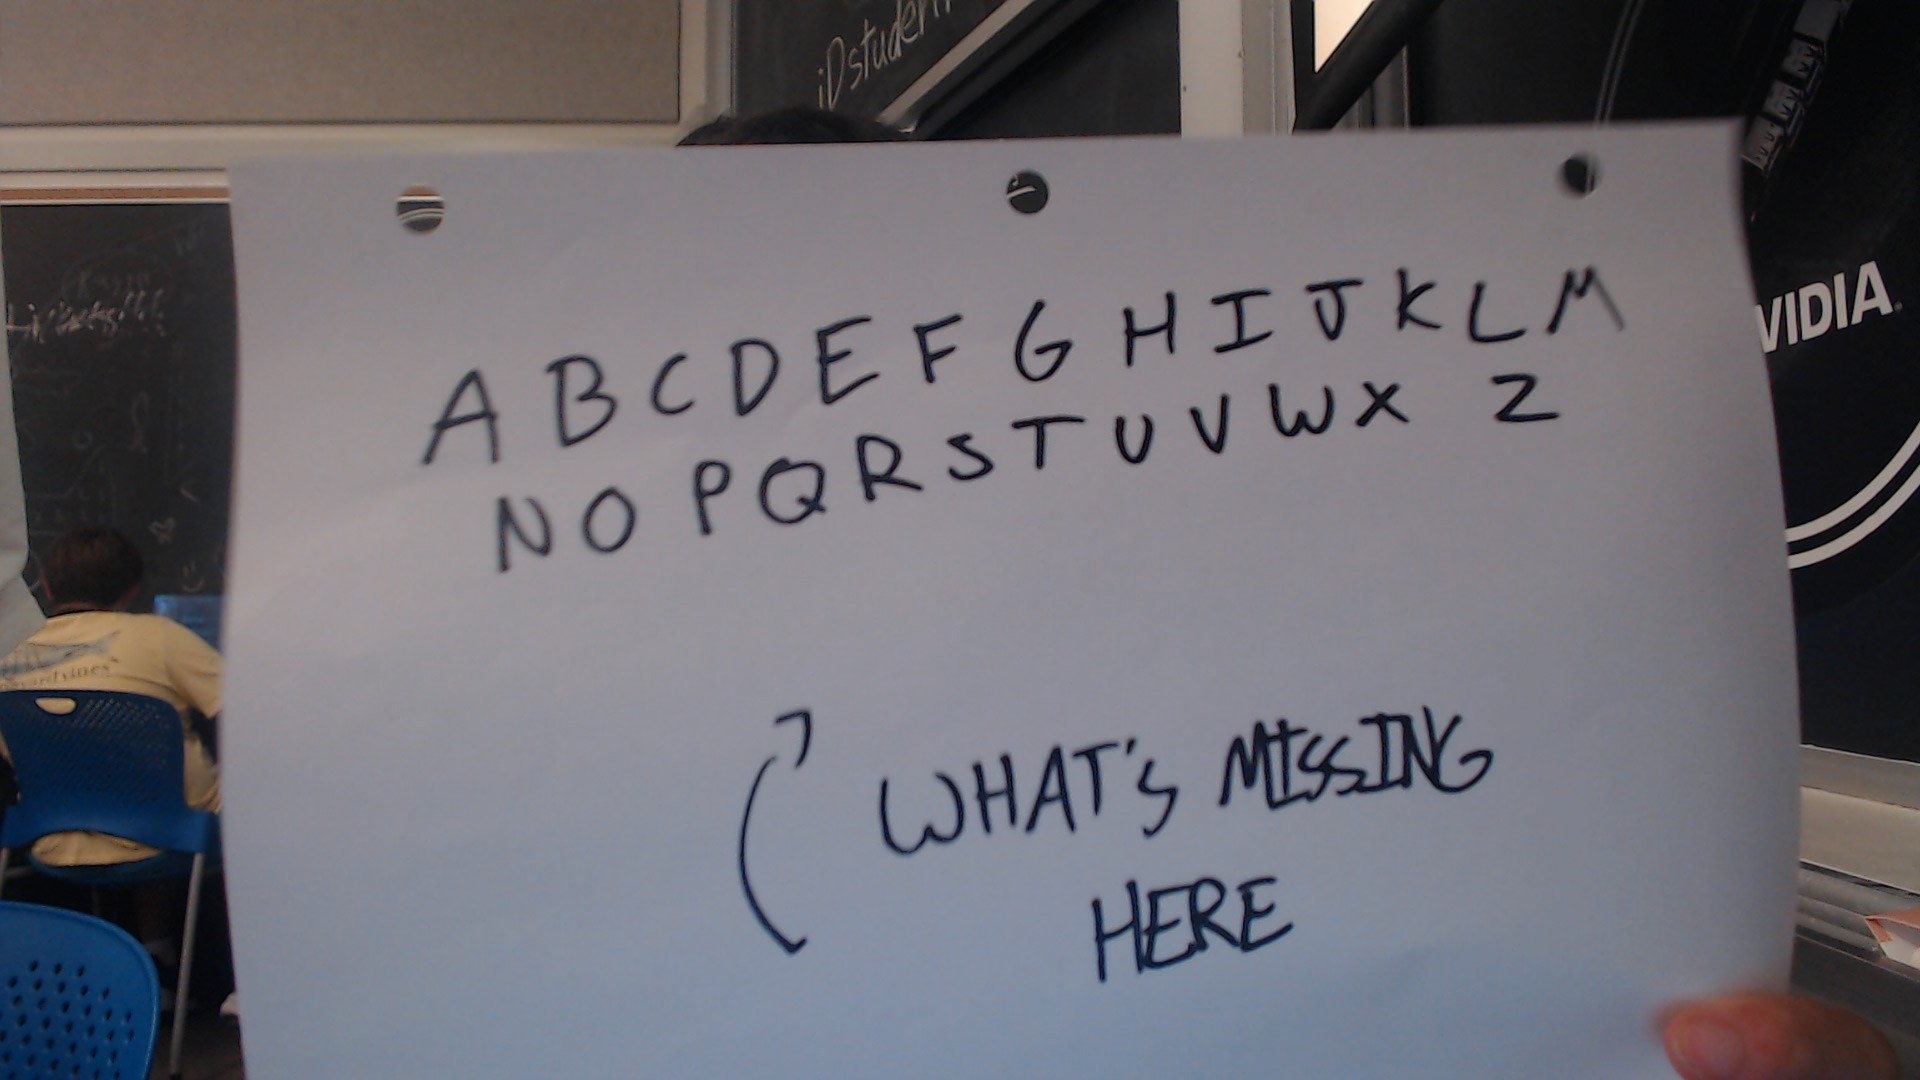 iDstuden
A B C D E F G H I J K L M
N O P Q R S T U V W X Z
WHAT'S MISSING
HERE
VIDIA